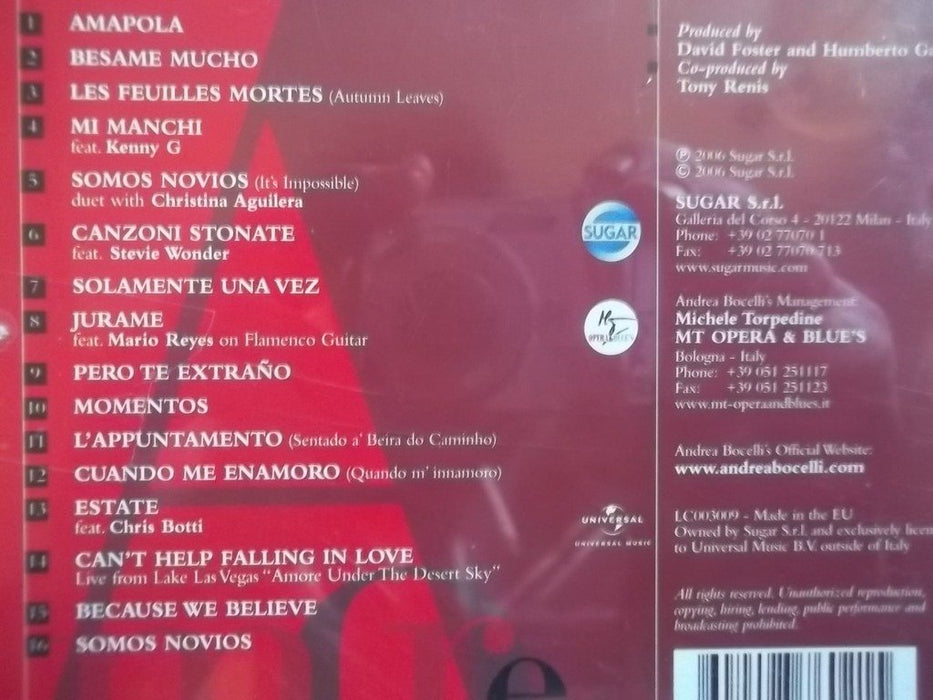 1 AMAPOLA
2 BESAME MUCHO
3 LES FEUILLES MORTES (Autumn Leaves)
4 MI MANCHI
feat. Kenny G
5 SOMOS NOVIOS (It's Impossible)
duet with Christina Aguilera
6 CANZONI STONATE
feat. Stevie Wonder
7 SOLAMENTE UNA VEZ
8 JURAME
feat. Mario Reyes on Flamenco Guitar
9 PERO TE EXTRAÑO
10 MOMENTOS
11 L'APPUNTAMENTO (Sentado a' Beira do Caminho)
12 CUANDO ME ENAMORO (Quando m' innamoro)
13 ESTATE
feat. Chris Botti
14 CAN'T HELP FALLING IN LOVE
Live from Lake Las Vegas "Amore Under The Desert Sky"
15 BECAUSE WE BELIEVE
16 SOMOS NOVIOS
SUGAR
OPERA & BLUE'S
UNIVERSAL
UNIVERSAL MUSIC
Produced by
David Foster and Humberto Ga
Co-produced by
Tony Renis
℗ 2006 Sugar S.r.l.
© 2006 Sugar S.r.l.
SUGAR S.r.l.
Galleria del Corso 4 - 20122 Milan - Italy
Phone: +39 02 77070 1
Fax: +39 02 77070 713
www.sugarmusic.com
Andrea Bocelli's Management:
Michele Torpedine
MT OPERA & BLUE'S
Bologna - Italy
Phone: +39 051 251117
Fax: +39 051 251123
www.mt-operaandblues.it
Andrea Bocelli's Official Website:
www.andreabocelli.com
LC003009 - Made in the EU
Owned by Sugar S.r.l. and exclusively licen
to Universal Music B.V. outside of Italy
All rights reserved. Unauthorized reproduction,
copying, hiring, lending, public performance and
broadcasting prohibited.
e